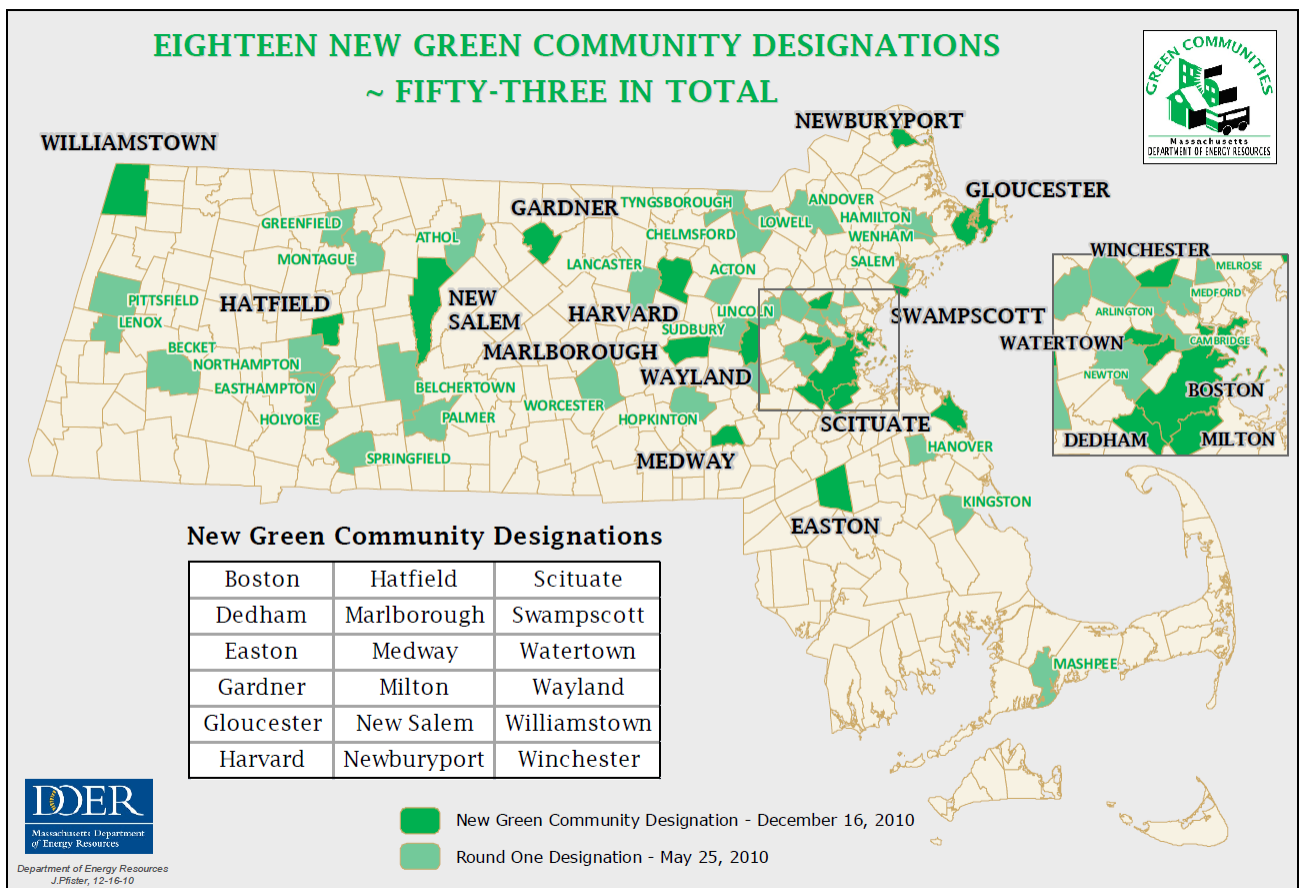 EIGHTEEN NEW GREEN COMMUNITY DESIGNATIONS
~ FIFTY-THREE IN TOTAL
GREEN COMMUNITIES
Massachusetts
DEPARTMENT OF ENERGY RESOURCES
WILLIAMSTOWN
NEWBURYPORT
GLOUCESTER
GARDNER
TYNGSBOROUGH
ANDOVER
GREENFIELD
LOWELL
HAMILTON
ATHOL
CHELMSFORD
WENHAM
MONTAGUE
LANCASTER
ACTON
SALEM
WINCHESTER
MELROSE
PITTSFIELD
HATFIELD
NEW
SALEM
HARVARD
LINCOLN
SWAMPSCOTT
MEDFORD
ARLINGTON
LENOX
SUDBURY
WATERTOWN
CAMBRIDGE
BECKET
NORTHAMPTON
MARLBOROUGH
EASTHAMPTON
BELCHERTOWN
WAYLAND
NEWTON
BOSTON
HOLYOKE
PALMER
WORCESTER
HOPKINTON
SCITUATE
DEDHAM
MILTON
SPRINGFIELD
MEDWAY
HANOVER
KINGSTON
EASTON
MASHPEE
New Green Community Designations
Boston Hatfield Scituate
Dedham Marlborough Swampscott
Easton Medway Watertown
Gardner Milton Wayland
Gloucester New Salem Williamstown
Harvard Newburyport Winchester
New Green Community Designation - December 16, 2010
Round One Designation - May 25, 2010
DOER
Massachusetts Department
of Energy Resources
Department of Energy Resources
J.Pfister, 12-16-10